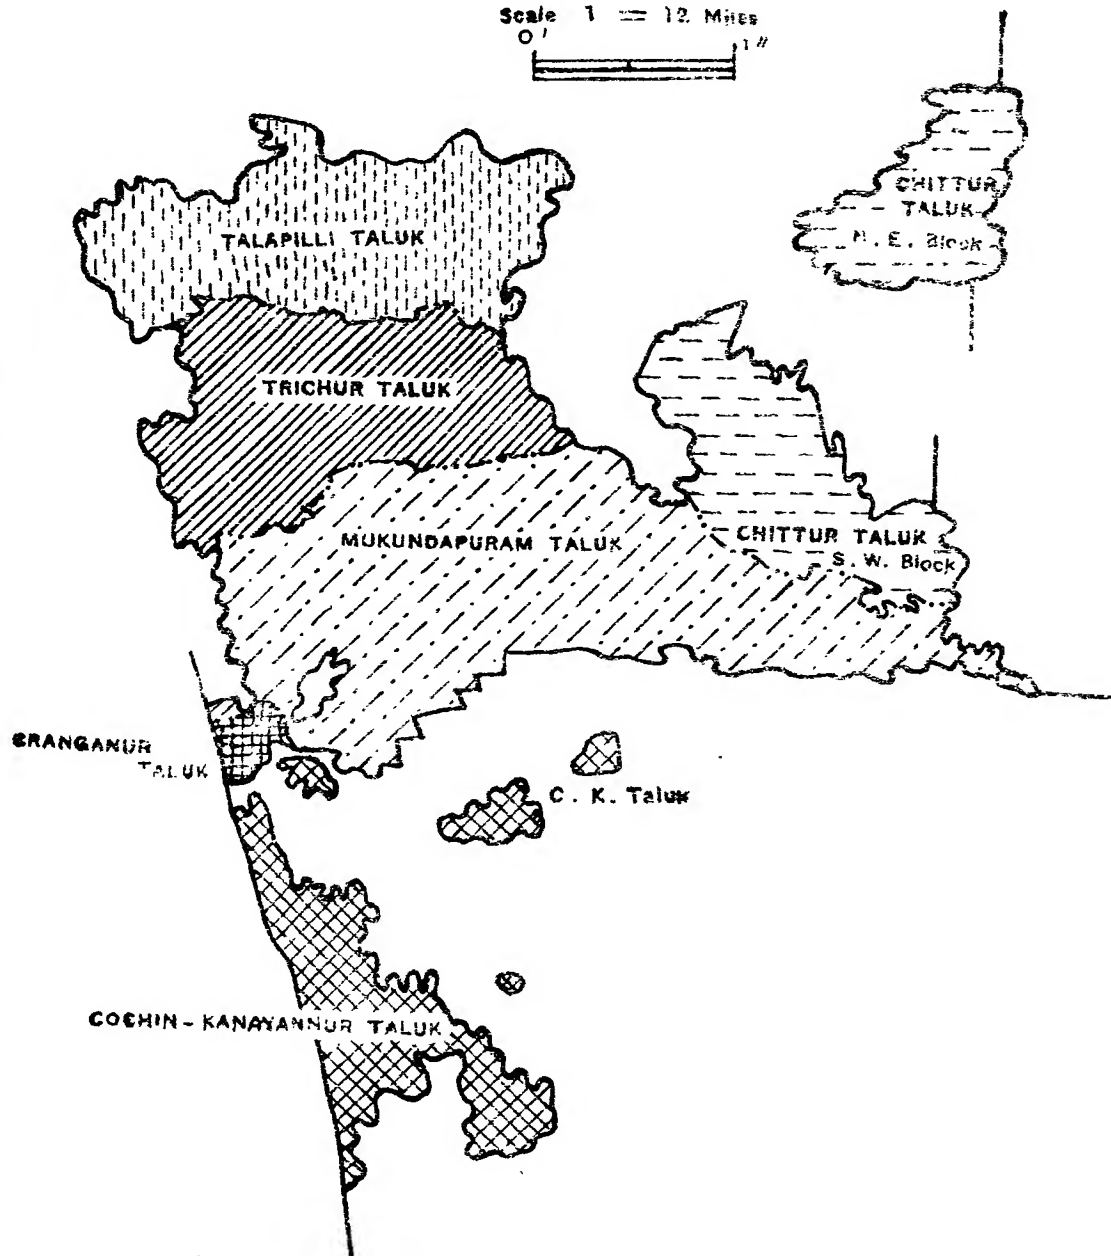 Scale 1 = 12 Miles
0' 1"
CHITTUR
TALUK
N. E. Block
TALAPILLI TALUK
TRICHUR TALUK
MUKUNDAPURAM TALUK
CHITTUR TALUK
S. W. Block
CRANGANUR
TALUK
C. K. Taluk
COCHIN-KANAYANNUR TALUK